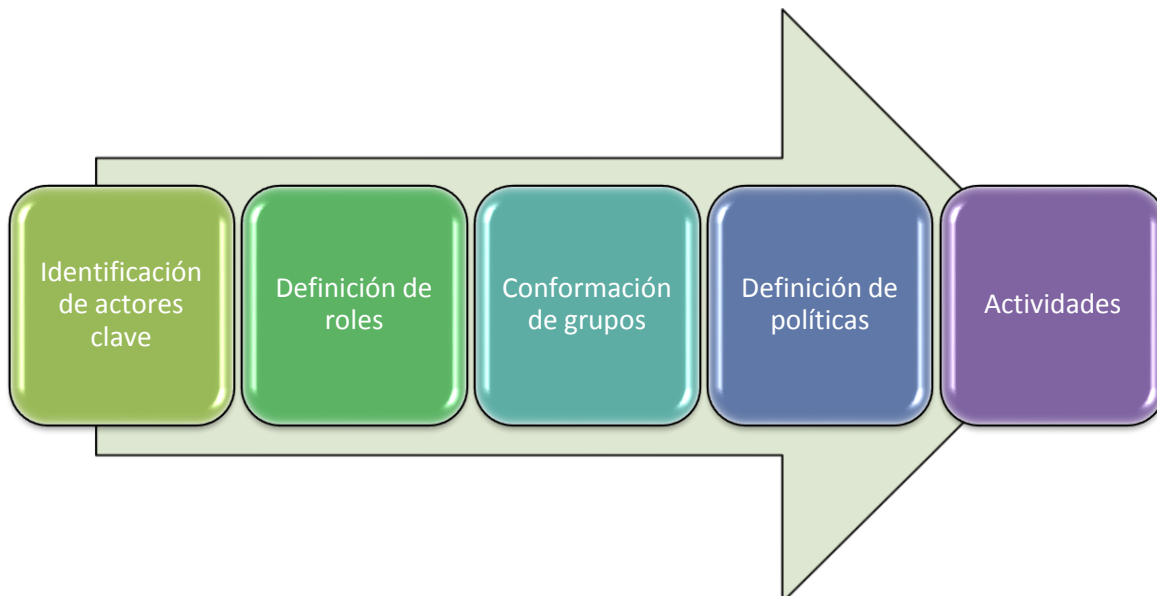 Identificación
de actores
clave
Definición de
roles
Conformación
de grupos
Definición de
políticas
Actividades